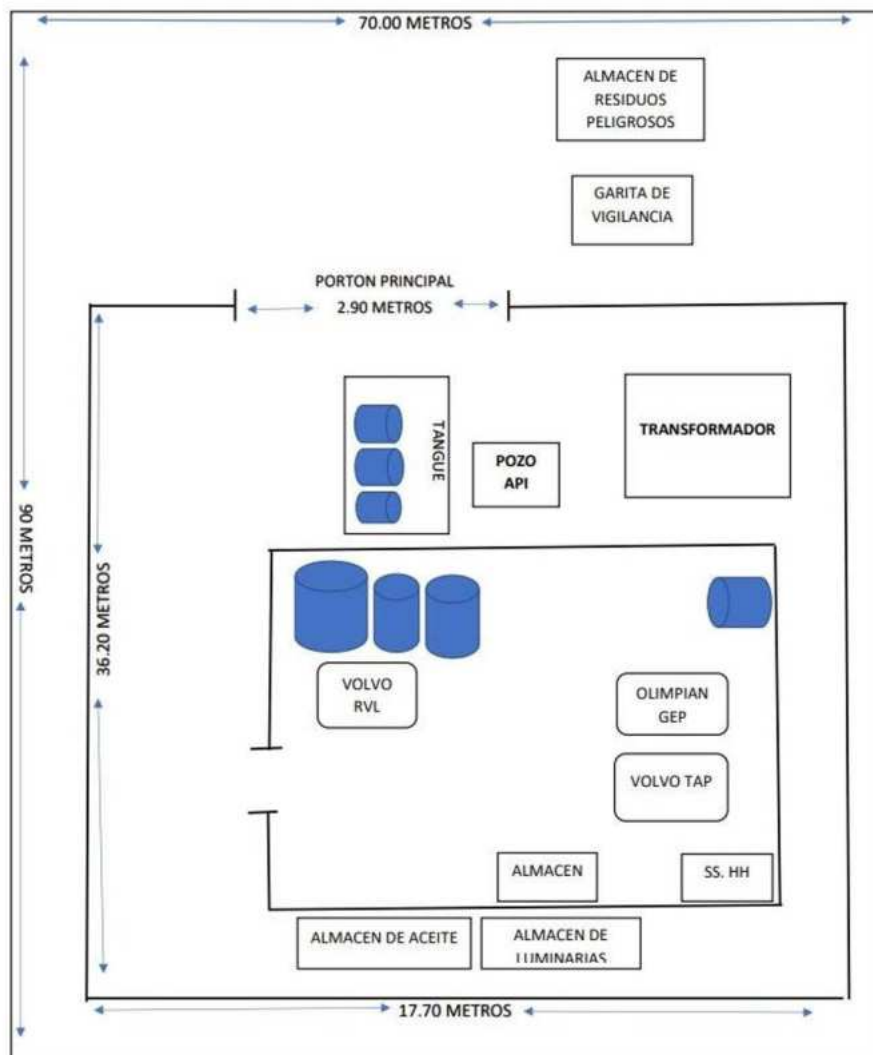 70.00 METROS
ALMACEN DE
RESIDUOS
PELIGROSOS
GARITA DE
VIGILANCIA
PORTON PRINCIPAL
2.90 METROS
TANGUE
POZO
API
TRANSFORMADOR
90 METROS
36.20 METROS
VOLVO
RVL
OLIMPIAN
GEP
VOLVO TAP
ALMACEN
SS. HH
ALMACEN DE ACEITE
ALMACEN DE
LUMINARIAS
17.70 METROS